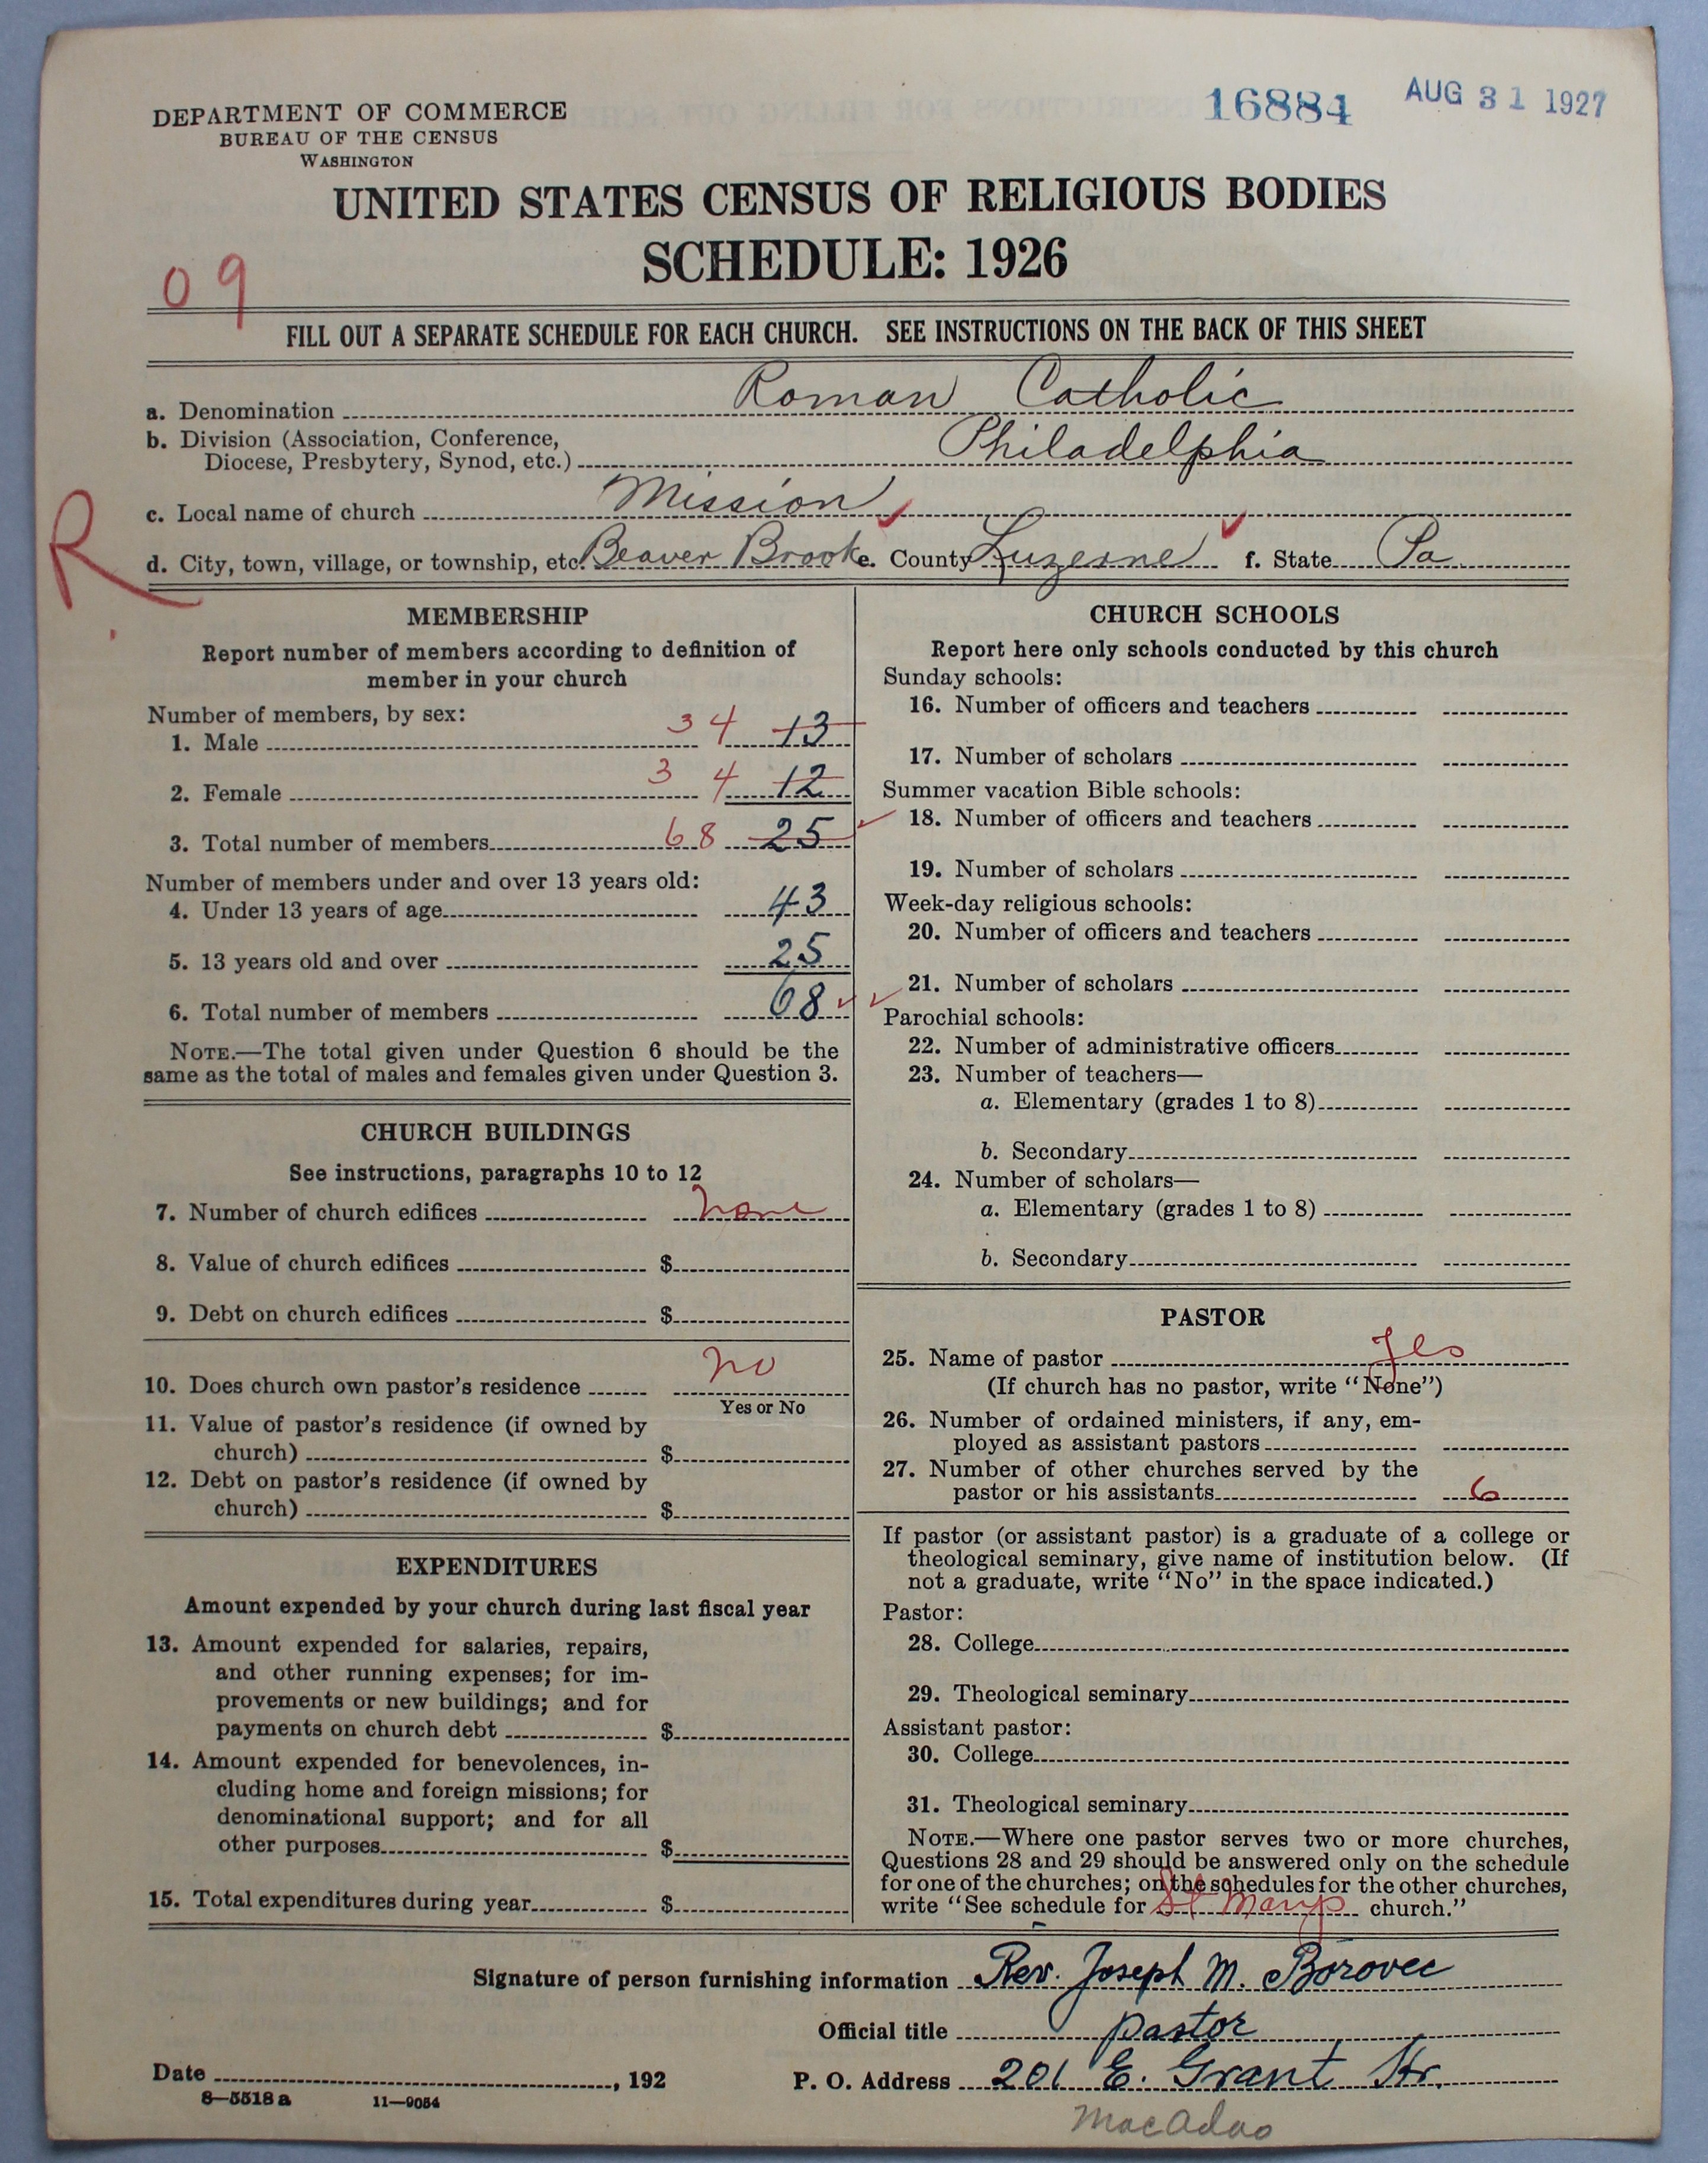 16884 AUG 31 1927
DEPARTMENT OF COMMERCE
BUREAU OF THE CENSUS
WASHINGTON
UNITED STATES CENSUS OF RELIGIOUS BODIES
SCHEDULE: 1926
09
FILL OUT A SEPARATE SCHEDULE FOR EACH CHURCH. SEE INSTRUCTIONS ON THE BACK OF THIS SHEET
a. Denomination Roman Catholic
b. Division (Association, Conference,
Diocese, Presbytery, Synod, etc.) Philadelphia
c. Local name of church Mission
R
d. City, town, village, or township, etc. Beaver Brook e. County Luzerne f. State Pa
MEMBERSHIP
Report number of members according to definition of
member in your church
Number of members, by sex:
1. Male 34 13
2. Female 34 12
3. Total number of members 68 25
Number of members under and over 13 years old:
4. Under 13 years of age 43
5. 13 years old and over 25
6. Total number of members 68
NOTE.—The total given under Question 6 should be the
same as the total of males and females given under Question 3.
CHURCH BUILDINGS
See instructions, paragraphs 10 to 12
7. Number of church edifices none
8. Value of church edifices $
9. Debt on church edifices $
10. Does church own pastor's residence no
Yes or No
11. Value of pastor's residence (if owned by
church) $
12. Debt on pastor's residence (if owned by
church) $
EXPENDITURES
Amount expended by your church during last fiscal year
13. Amount expended for salaries, repairs,
and other running expenses; for im-
provements or new buildings; and for
payments on church debt $
14. Amount expended for benevolences, in-
cluding home and foreign missions; for
denominational support; and for all
other purposes $
15. Total expenditures during year $
CHURCH SCHOOLS
Report here only schools conducted by this church
Sunday schools:
16. Number of officers and teachers
17. Number of scholars
Summer vacation Bible schools:
18. Number of officers and teachers
19. Number of scholars
Week-day religious schools:
20. Number of officers and teachers
21. Number of scholars
Parochial schools:
22. Number of administrative officers
23. Number of teachers—
a. Elementary (grades 1 to 8)
b. Secondary
24. Number of scholars—
a. Elementary (grades 1 to 8)
b. Secondary
PASTOR
25. Name of pastor Yes
(If church has no pastor, write "None")
26. Number of ordained ministers, if any, em-
ployed as assistant pastors
27. Number of other churches served by the
pastor or his assistants 6
If pastor (or assistant pastor) is a graduate of a college or
theological seminary, give name of institution below. (If
not a graduate, write "No" in the space indicated.)
Pastor:
28. College
29. Theological seminary
Assistant pastor:
30. College
31. Theological seminary
NOTE.—Where one pastor serves two or more churches,
Questions 28 and 29 should be answered only on the schedule
for one of the churches; on the schedules for the other churches,
write "See schedule for St Marys church."
Signature of person furnishing information Rev. Joseph M. Borovec
Official title pastor
Date , 192 P. O. Address 201 E. Grant Str.
8—5518 a 11—9054
MacAdoo